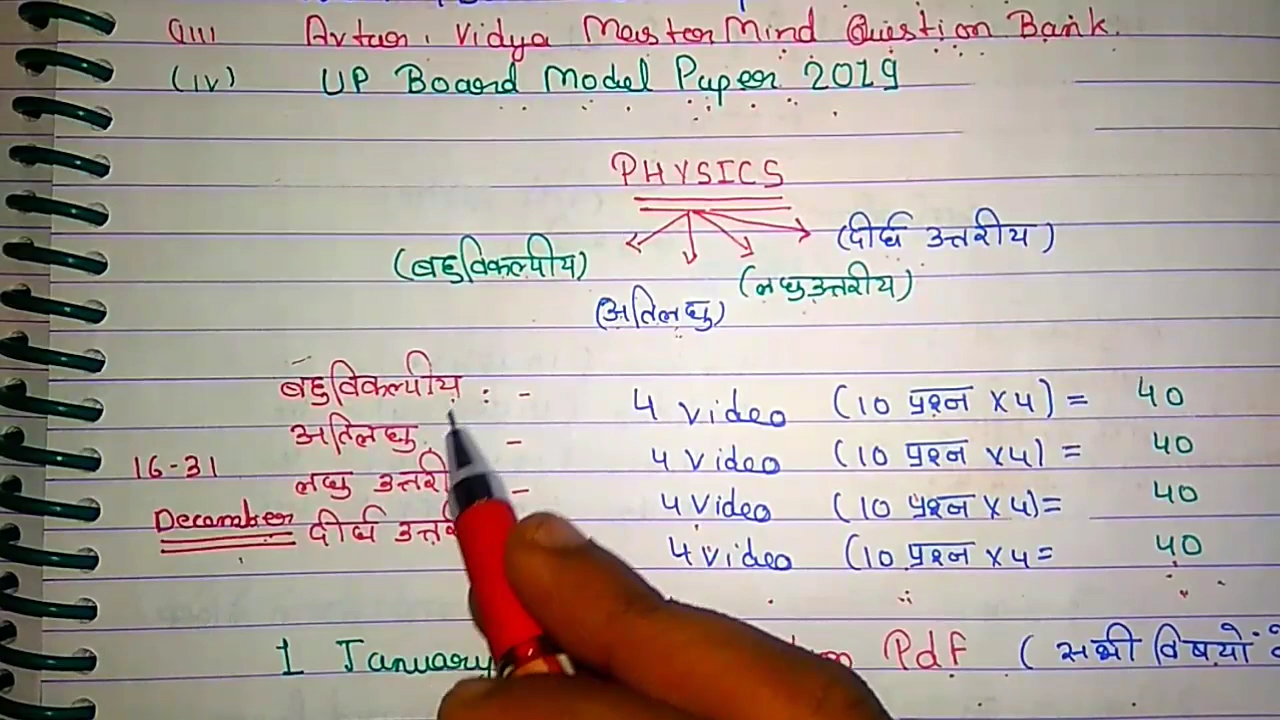 (III) Arvan. Vidya MasterMind Question Bank.
(iv) UP Board Model Paper 2019
PHYSICS
(दीर्घ उत्तरीय)
(बहुविकल्पीय)
(लघुउत्तरीय)
(अतिलघु)
बहुविकल्पीय : - 4 video (10 प्रश्न x4) = 40
अतिलघु - 4 video (10 प्रश्न x4) = 40
16-31 लघु उत्तरी - 4 video (10 प्रश्न x4) = 40
December दीर्घ उत्तरी 4 video (10 प्रश्न x4 = 40
1 January Pdf ( सभी विषयों